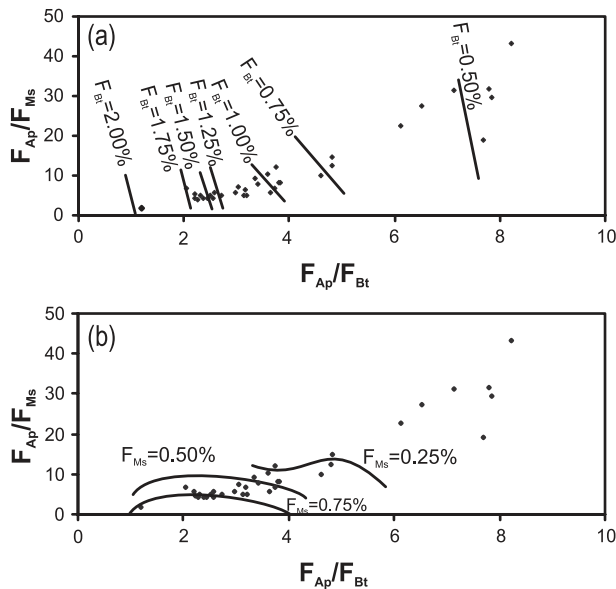 (a)
50
40
30
20
10
0
F_Ap/F_Ms
F_Bt=2.00%
F_Bt=1.75%
F_Bt=1.50%
F_Bt=1.25%
F_Bt=1.00%
F_Bt=0.75%
F_Bt=0.50%
0 2 4 6 8 10
F_Ap/F_Bt
(b)
50
40
30
20
10
0
F_Ap/F_Ms
F_Ms=0.50%
F_Ms=0.25%
F_Ms=0.75%
0 2 4 6 8 10
F_Ap/F_Bt